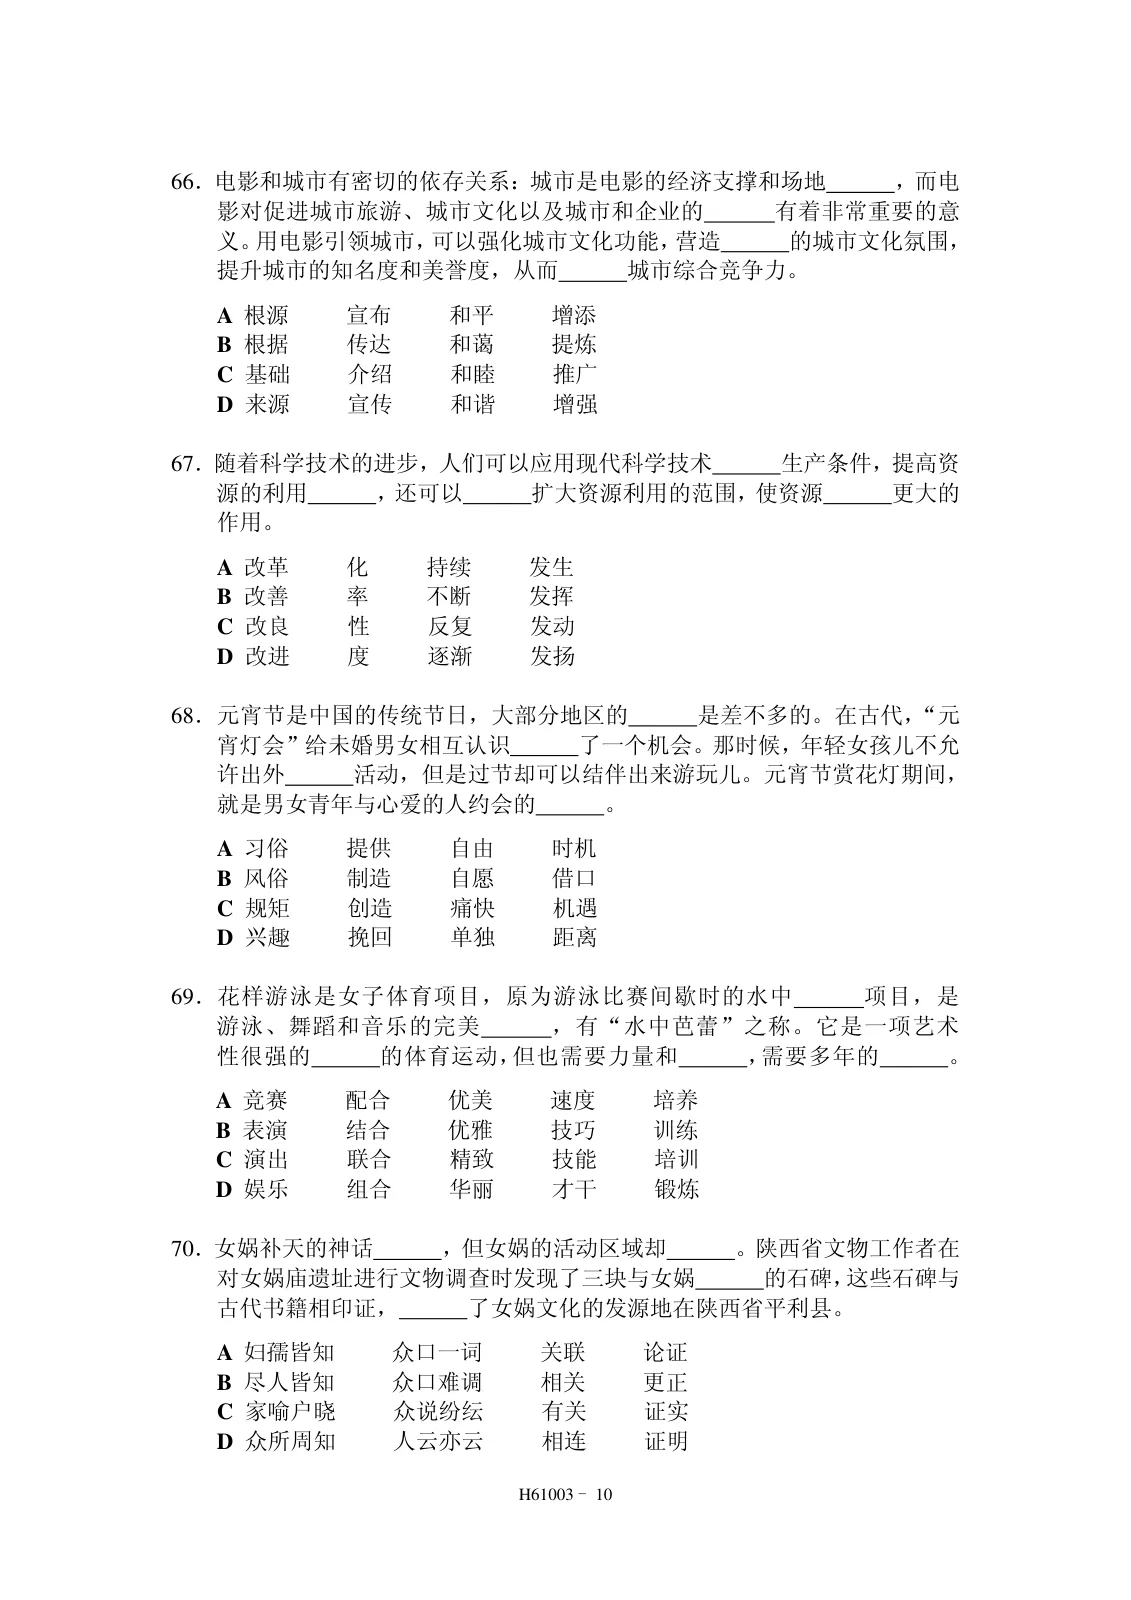 66．电影和城市有密切的依存关系：城市是电影的经济支撑和场地______，而电
影对促进城市旅游、城市文化以及城市和企业的______有着非常重要的意
义。用电影引领城市，可以强化城市文化功能，营造______的城市文化氛围，
提升城市的知名度和美誉度，从而______城市综合竞争力。
A 根源 宣布 和平 增添
B 根据 传达 和蔼 提炼
C 基础 介绍 和睦 推广
D 来源 宣传 和谐 增强
67．随着科学技术的进步，人们可以应用现代科学技术______生产条件，提高资
源的利用______，还可以______扩大资源利用的范围，使资源______更大的
作用。
A 改革 化 持续 发生
B 改善 率 不断 发挥
C 改良 性 反复 发动
D 改进 度 逐渐 发扬
68．元宵节是中国的传统节日，大部分地区的______是差不多的。在古代，“元
宵灯会”给未婚男女相互认识______了一个机会。那时候，年轻女孩儿不允
许出外______活动，但是过节却可以结伴出来游玩儿。元宵节赏花灯期间，
就是男女青年与心爱的人约会的______。
A 习俗 提供 自由 时机
B 风俗 制造 自愿 借口
C 规矩 创造 痛快 机遇
D 兴趣 挽回 单独 距离
69．花样游泳是女子体育项目，原为游泳比赛间歇时的水中______项目，是
游泳、舞蹈和音乐的完美______，有“水中芭蕾”之称。它是一项艺术
性很强的______的体育运动，但也需要力量和______，需要多年的______。
A 竞赛 配合 优美 速度 培养
B 表演 结合 优雅 技巧 训练
C 演出 联合 精致 技能 培训
D 娱乐 组合 华丽 才干 锻炼
70．女娲补天的神话______，但女娲的活动区域却______。陕西省文物工作者在
对女娲庙遗址进行文物调查时发现了三块与女娲______的石碑，这些石碑与
古代书籍相印证，______了女娲文化的发源地在陕西省平利县。
A 妇孺皆知 众口一词 关联 论证
B 尽人皆知 众口难调 相关 更正
C 家喻户晓 众说纷纭 有关 证实
D 众所周知 人云亦云 相连 证明
H61003 - 10